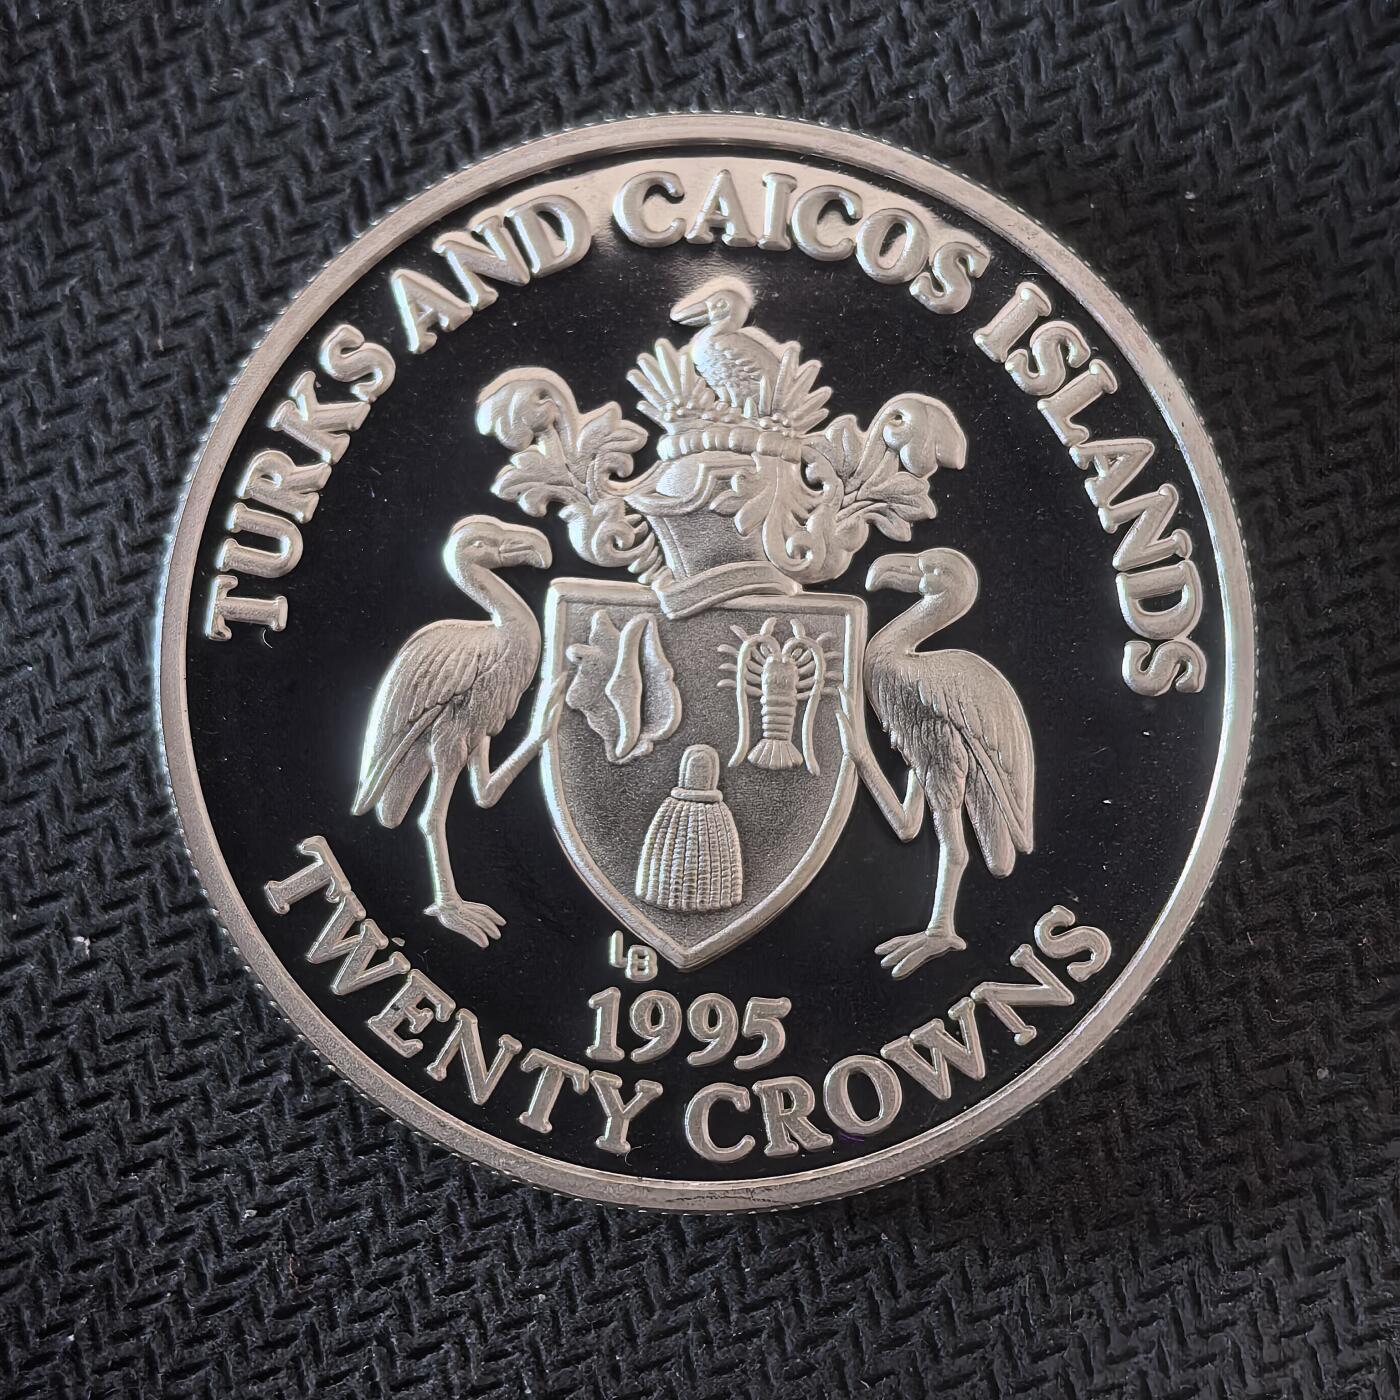 TURKS AND CAICOS ISLANDS
LB
1995
TWENTY CROWNS